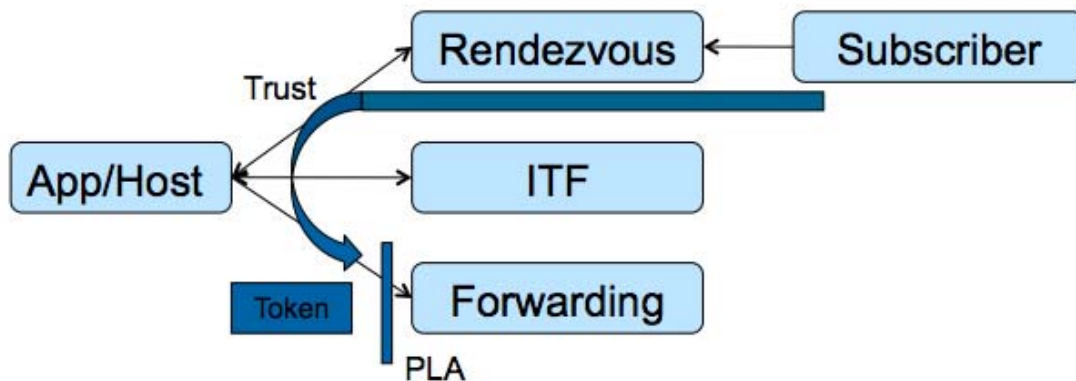 Rendezvous
Subscriber
Trust
App/Host
ITF
Token
Forwarding
PLA